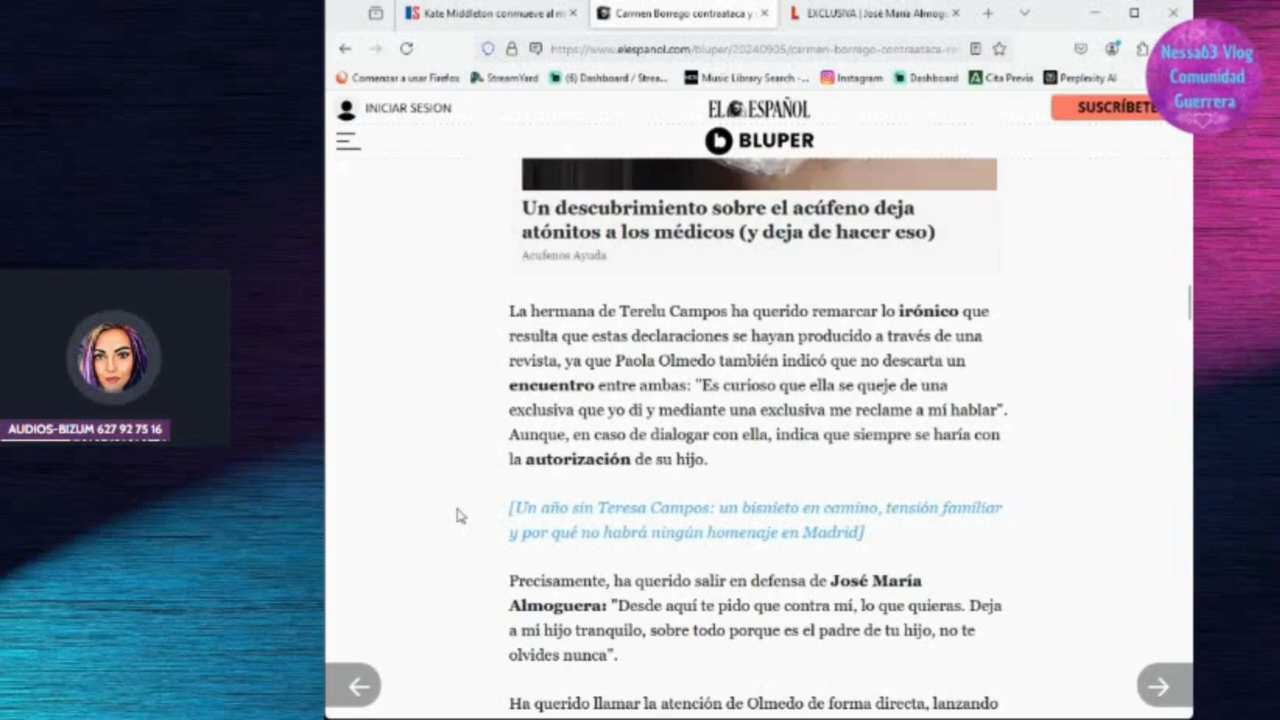 Kate Middleton conmueve al m
Carmen Borrego contraataca y
EXCLUSIVA | José María Almog
https://www.elespanol.com/bluper/20240905/carmen-borrego-contraataca-re
Comenzar a usar Firefox
StreamYard
(6) Dashboard / Strea...
Music Library Search -...
Instagram
Dashboard
Cita Previa
Perplexity AI
Nessa63 Vlog
Comunidad
Guerrera
INICIAR SESION
EL ESPAÑOL
SUSCRÍBETE
BLUPER
Un descubrimiento sobre el acúfeno deja
atónitos a los médicos (y deja de hacer eso)
Acufenos Ayuda
La hermana de Terelu Campos ha querido remarcar lo irónico que
resulta que estas declaraciones se hayan producido a través de una
revista, ya que Paola Olmedo también indicó que no descarta un
encuentro entre ambas: "Es curioso que ella se queje de una
exclusiva que yo di y mediante una exclusiva me reclame a mí hablar".
Aunque, en caso de dialogar con ella, indica que siempre se haría con
la autorización de su hijo.
[Un año sin Teresa Campos: un bisnieto en camino, tensión familiar
y por qué no habrá ningún homenaje en Madrid]
Precisamente, ha querido salir en defensa de José María
Almoguera: "Desde aquí te pido que contra mí, lo que quieras. Deja
a mi hijo tranquilo, sobre todo porque es el padre de tu hijo, no te
olvides nunca".
Ha querido llamar la atención de Olmedo de forma directa, lanzando
AUDIOS-BIZUM 627 92 75 16